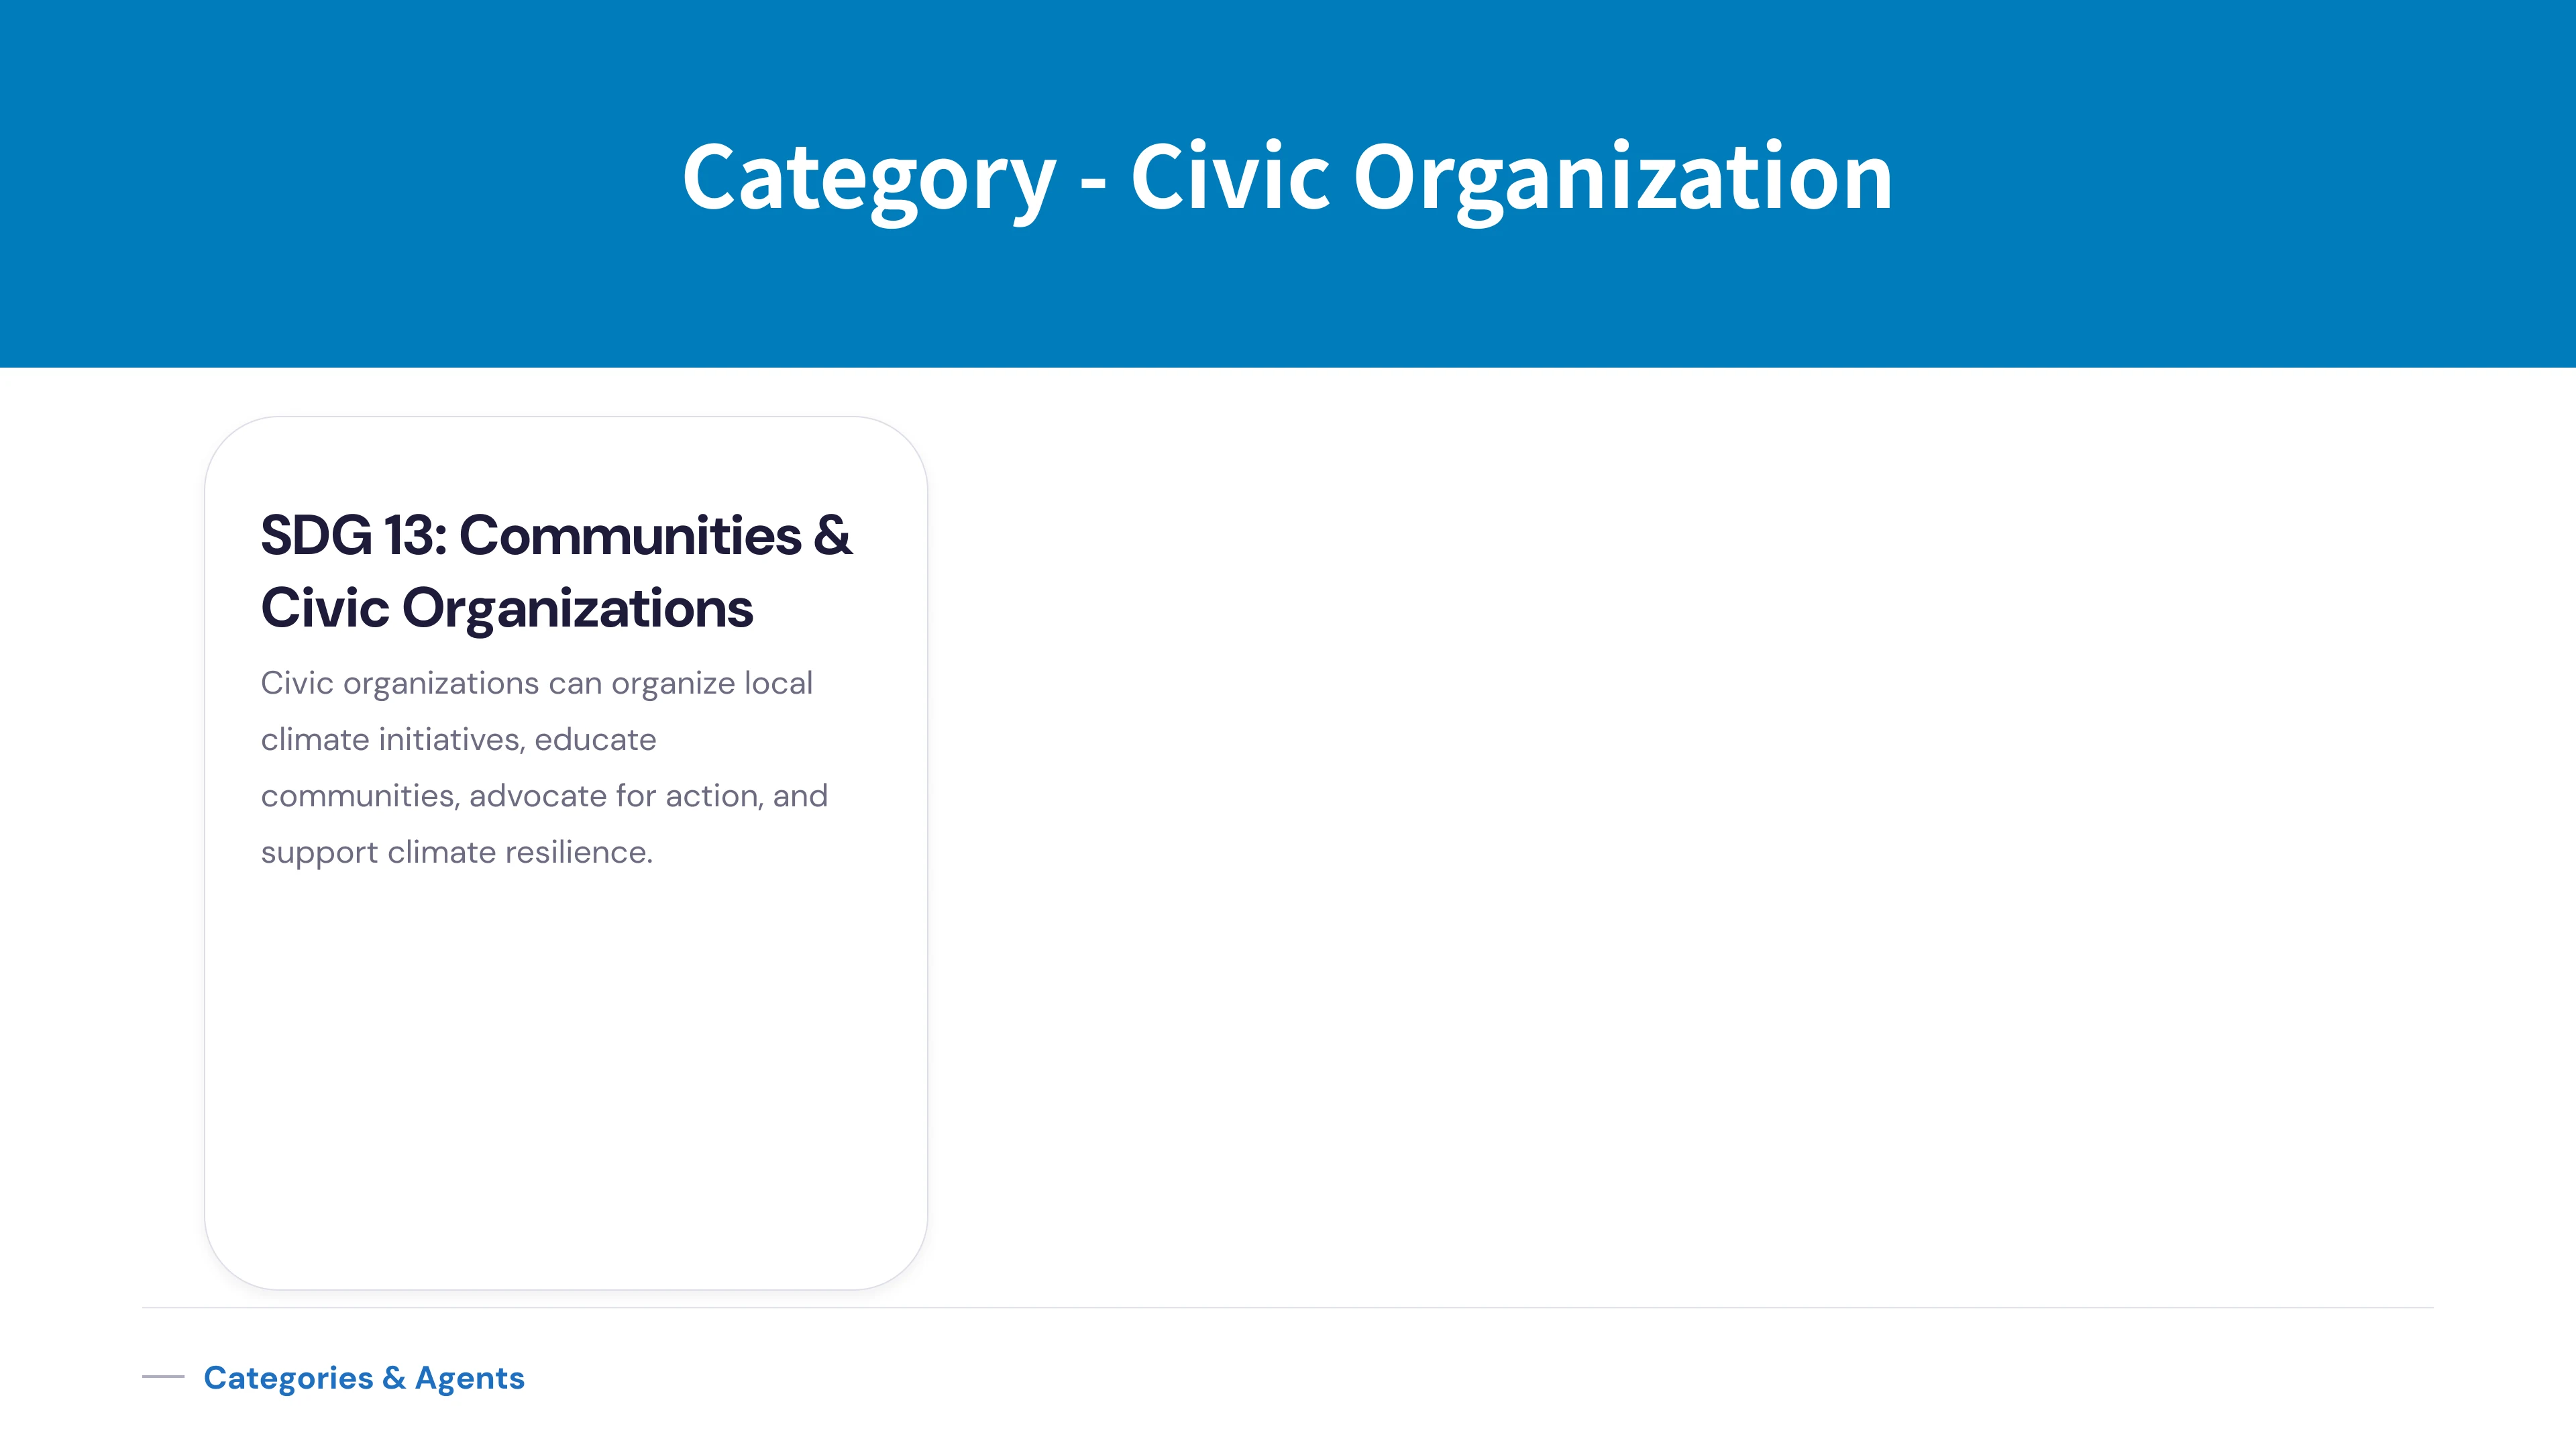 Category - Civic Organization
SDG 13: Communities &
Civic Organizations
Civic organizations can organize local
climate initiatives, educate
communities, advocate for action, and
support climate resilience.
Categories & Agents